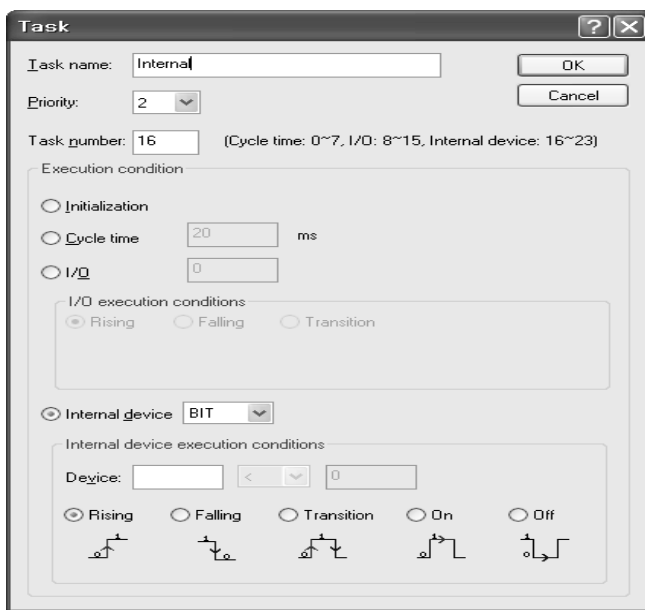 Task
Task name: Internal
OK
Priority: 2
Cancel
Task number: 16 (Cycle time: 0~7, I/O: 8~15, Internal device: 16~23)
Execution condition
Initialization
Cycle time 20 ms
I/O 0
I/O execution conditions
Rising Falling Transition
Internal device BIT
Internal device execution conditions
Device: < 0
Rising Falling Transition On Off